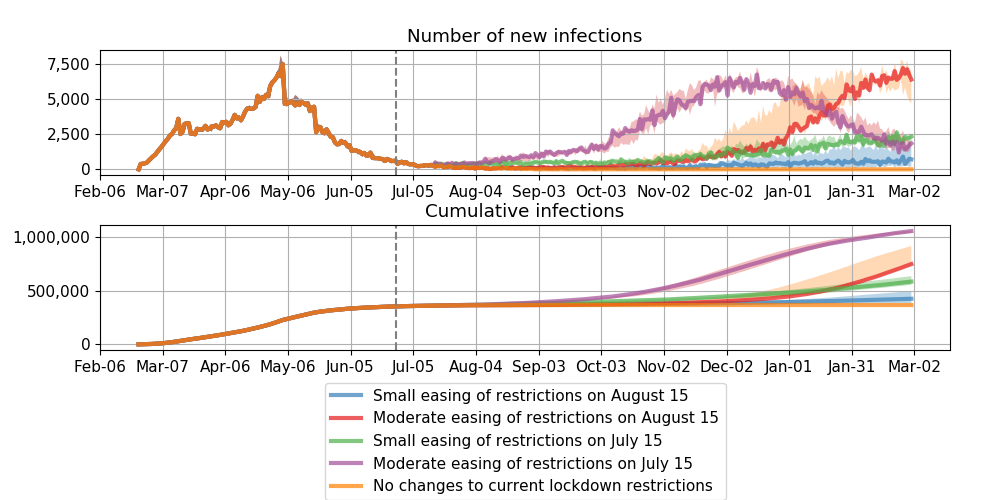 Number of new infections
7,500
5,000
2,500
0
Feb-06 Mar-07 Apr-06 May-06 Jun-05 Jul-05 Aug-04 Sep-03 Oct-03 Nov-02 Dec-02 Jan-01 Jan-31 Mar-02
Cumulative infections
1,000,000
500,000
0
Feb-06 Mar-07 Apr-06 May-06 Jun-05 Jul-05 Aug-04 Sep-03 Oct-03 Nov-02 Dec-02 Jan-01 Jan-31 Mar-02
Small easing of restrictions on August 15
Moderate easing of restrictions on August 15
Small easing of restrictions on July 15
Moderate easing of restrictions on July 15
No changes to current lockdown restrictions